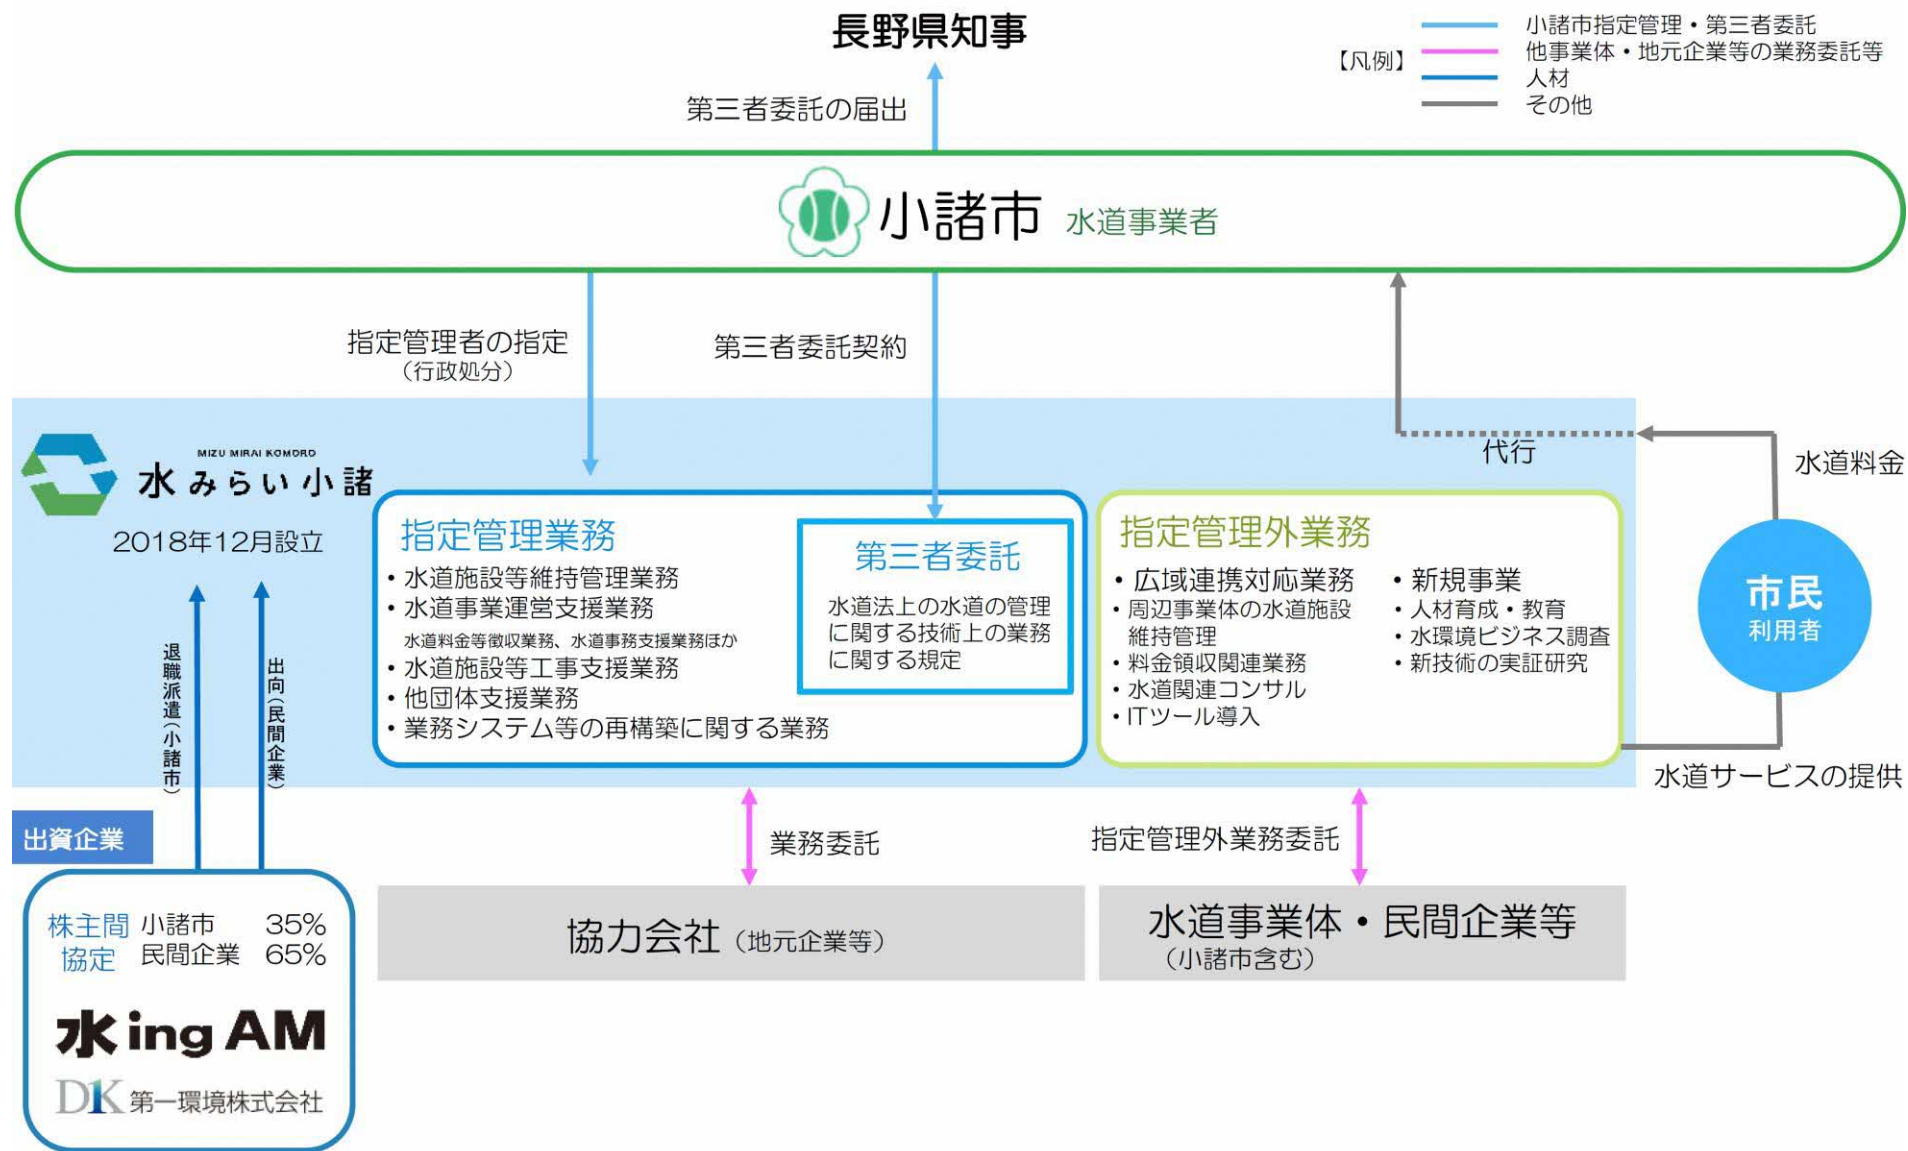 長野県知事
【凡例】
小諸市指定管理・第三者委託
他事業体・地元企業等の業務委託等
人材
その他
第三者委託の届出
小諸市 水道事業者
指定管理者の指定
（行政処分）
第三者委託契約
MIZU MIRAI KOMORO
水みらい小諸
2018年12月設立
代行
水道料金
指定管理業務
・水道施設等維持管理業務
・水道事業運営支援業務
水道料金等徴収業務、水道事務支援業務ほか
・水道施設等工事支援業務
・他団体支援業務
・業務システム等の再構築に関する業務
第三者委託
水道法上の水道の管理
に関する技術上の業務
に関する規定
指定管理外業務
・広域連携対応業務
・周辺事業体の水道施設
維持管理
・料金領収関連業務
・水道関連コンサル
・ITツール導入
・新規事業
・人材育成・教育
・水環境ビジネス調査
・新技術の実証研究
市民
利用者
水道サービスの提供
退職派遣（小諸市）
出向（民間企業）
出資企業
業務委託
指定管理外業務委託
株主間 小諸市 35%
協定 民間企業 65%
水ing AM
DK 第一環境株式会社
協力会社（地元企業等）
水道事業体・民間企業等
（小諸市含む）